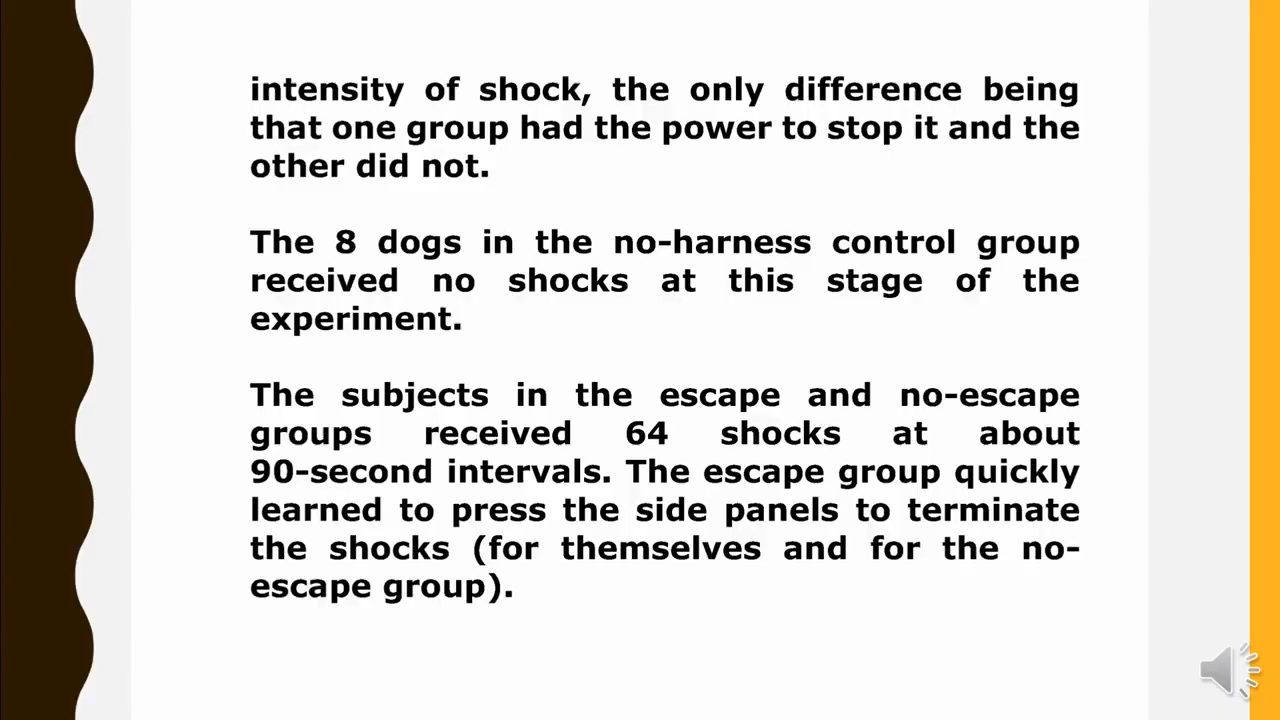 intensity of shock, the only difference being
that one group had the power to stop it and the
other did not.
The 8 dogs in the no-harness control group
received no shocks at this stage of the
experiment.
The subjects in the escape and no-escape
groups received 64 shocks at about
90-second intervals. The escape group quickly
learned to press the side panels to terminate
the shocks (for themselves and for the no-
escape group).